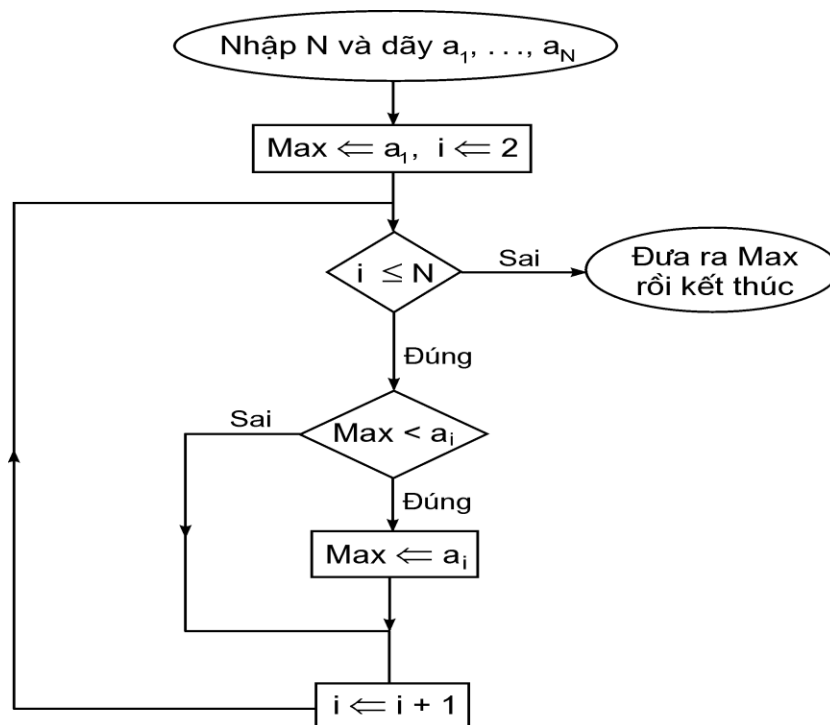 Nhập N và dãy a₁, . . ., a_N
Max ⇐ a₁, i ⇐ 2
i ≤ N
Sai
Đưa ra Max
rồi kết thúc
Đúng
Sai
Max < aᵢ
Đúng
Max ⇐ aᵢ
i ⇐ i + 1